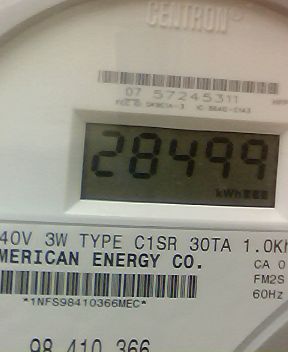 CENTRON®
07 57245311
28499
kWh
40V 3W TYPE C1SR 30TA 1.0Kh
MERICAN ENERGY CO.
CA 0
FM2S
60Hz
*1NFS98410366MEC*
98 410 366